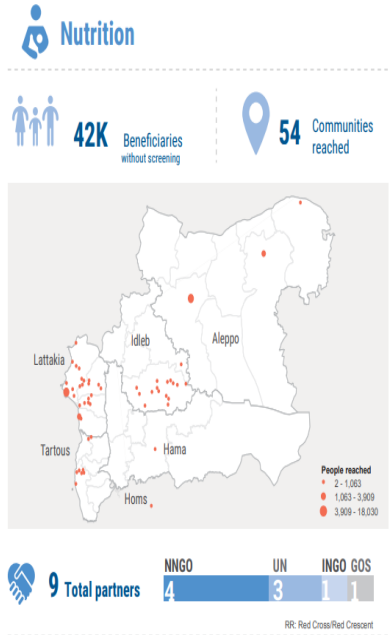 Nutrition
42K Beneficiaries
without screening
54 Communities
reached
Idleb
Aleppo
Lattakia
Tartous
Hama
Homs
People reached
2 - 1,063
1,063 - 3,909
3,909 - 18,030
9 Total partners
NNGO UN INGO GOS
4 3 1 1
RR: Red Cross/Red Crescent